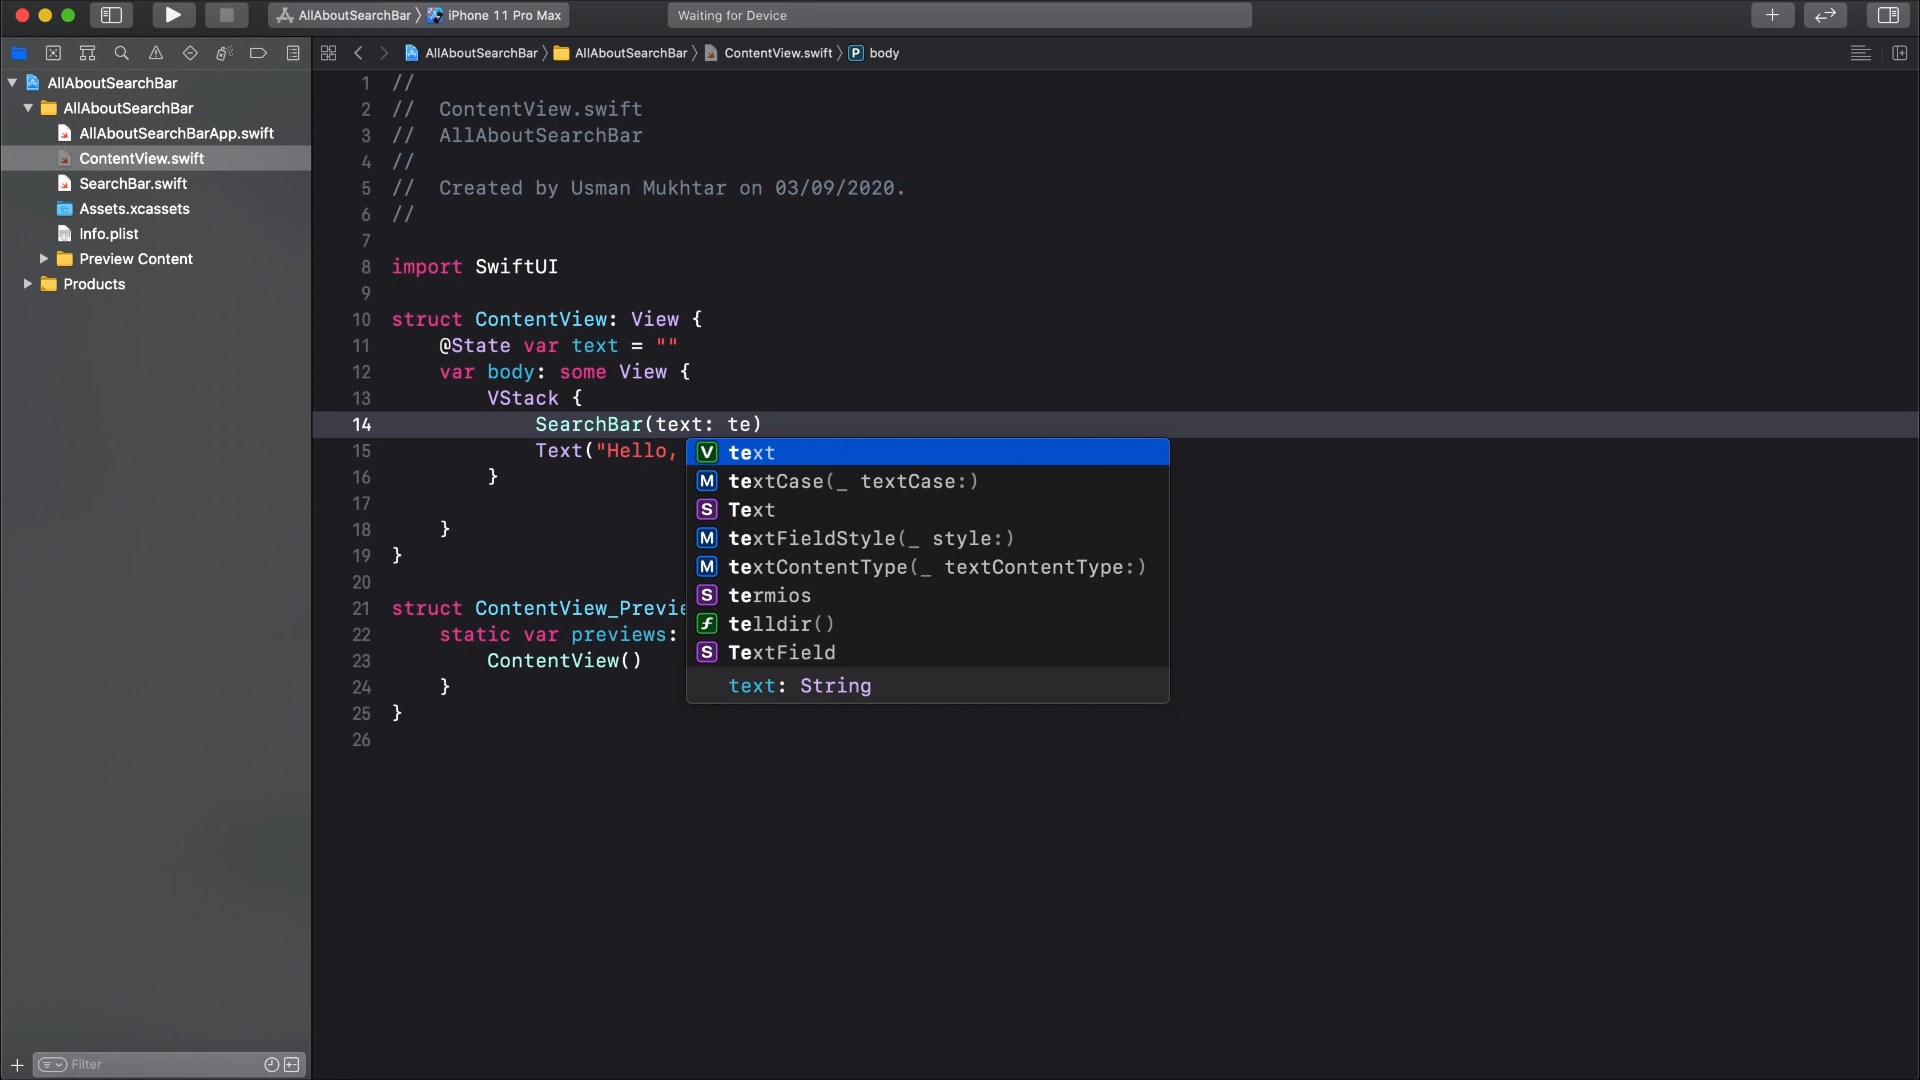 AllAboutSearchBar 〉 iPhone 11 Pro Max
Waiting for Device
AllAboutSearchBar 〉 AllAboutSearchBar 〉 ContentView.swift 〉 P body
AllAboutSearchBar
AllAboutSearchBar
AllAboutSearchBarApp.swift
ContentView.swift
SearchBar.swift
Assets.xcassets
Info.plist
Preview Content
Products
Filter
1 //
2 //  ContentView.swift
3 //  AllAboutSearchBar
4 //
5 //  Created by Usman Mukhtar on 03/09/2020.
6 //
7
8 import SwiftUI
9
10 struct ContentView: View {
11     @State var text = ""
12     var body: some View {
13         VStack {
14             SearchBar(text: te)
15             Text("Hello,
16         }
17
18     }
19 }
20
21 struct ContentView_Previe
22     static var previews:
23         ContentView()
24     }
25 }
26
V text
M textCase(_ textCase:)
S Text
M textFieldStyle(_ style:)
M textContentType(_ textContentType:)
S termios
f telldir()
S TextField
text: String